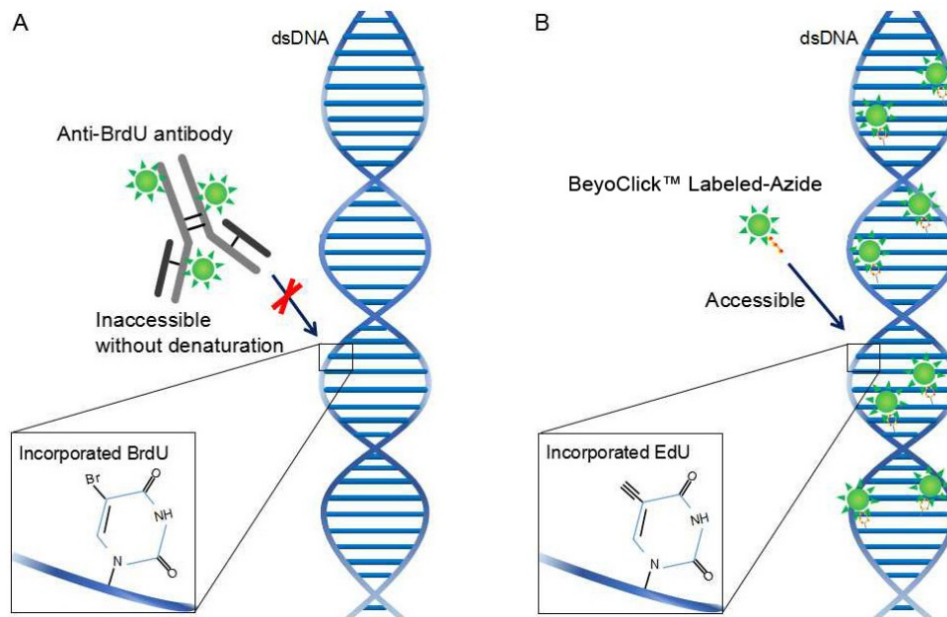 A
dsDNA
Anti-BrdU antibody
Inaccessible
without denaturation
Incorporated BrdU
Br
O
NH
N
O
B
dsDNA
BeyoClick™ Labeled-Azide
Accessible
Incorporated EdU
O
NH
N
O